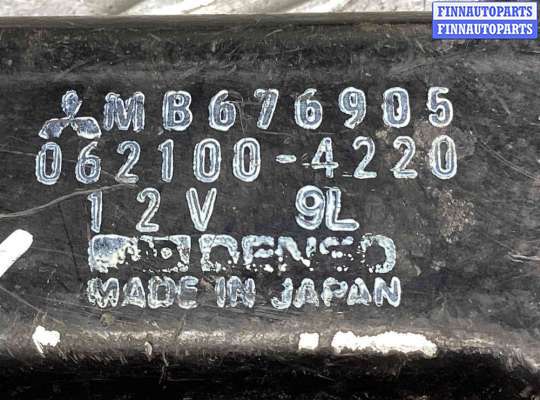 FINNAUTOPARTS
FINNAUTOPARTS
MB676905
062100-4220
12V 9L
DENSO
MADE IN JAPAN